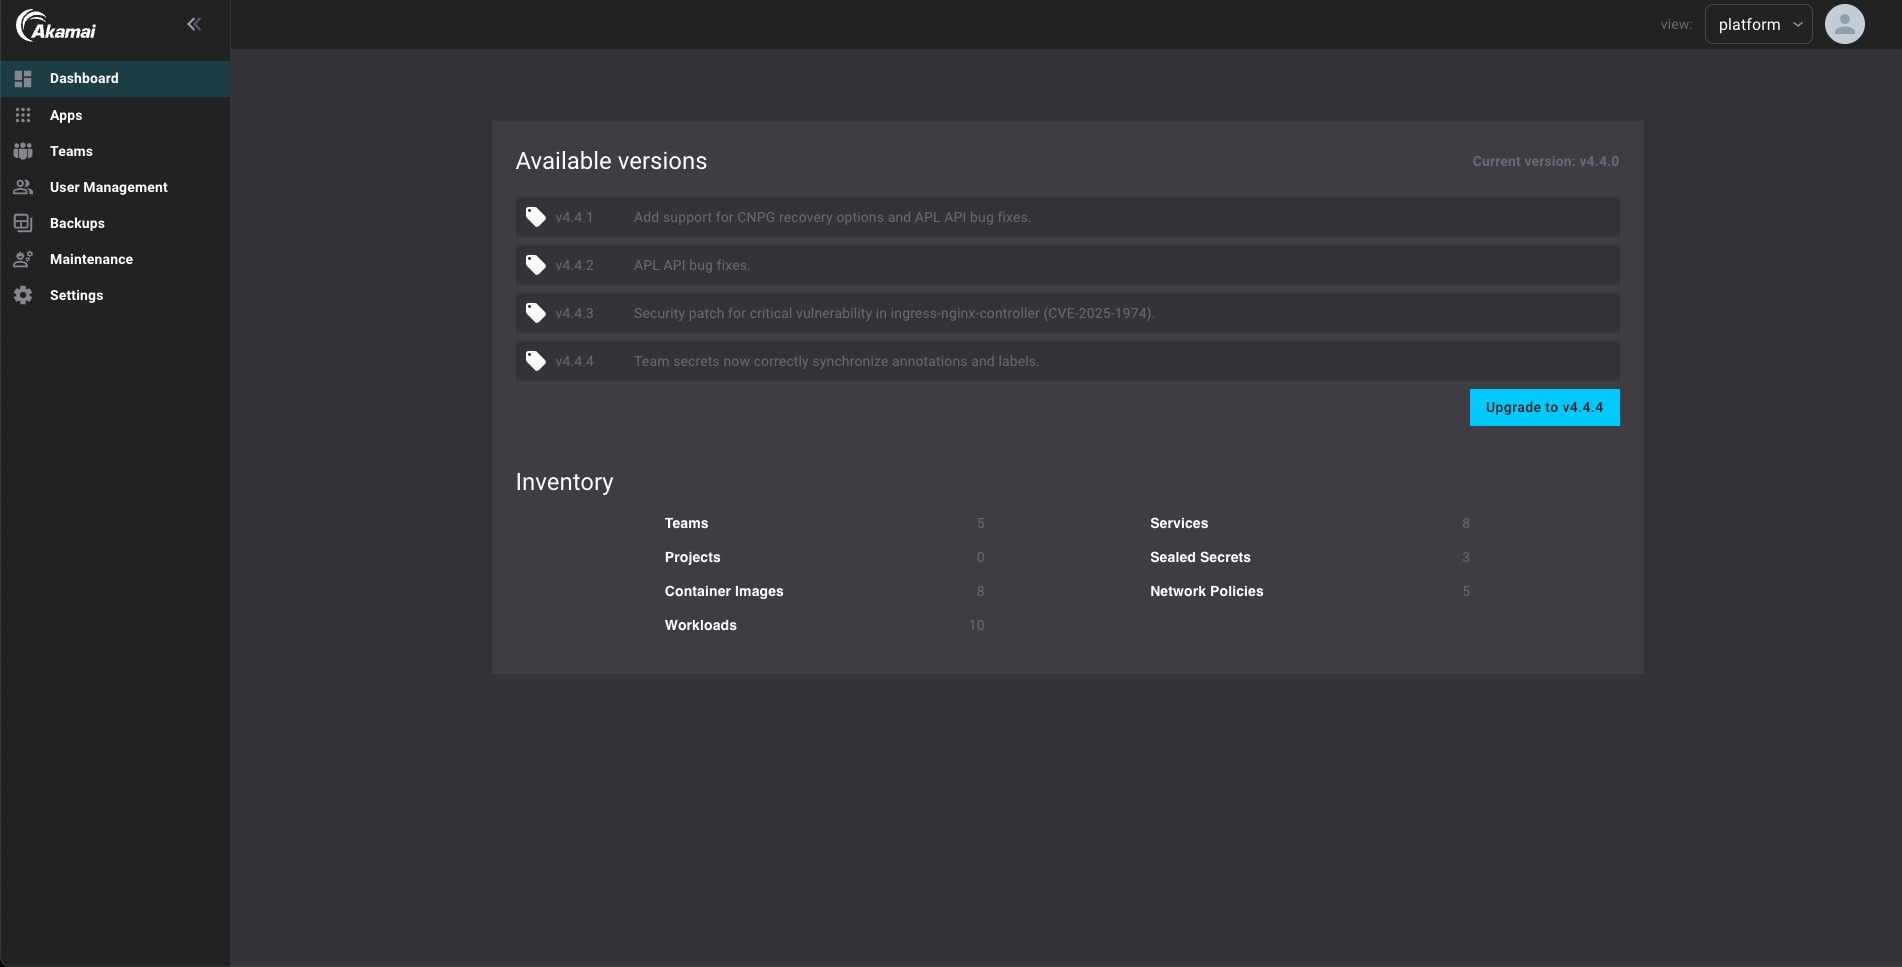 Akamai
view: platform
Dashboard
Apps
Teams
User Management
Backups
Maintenance
Settings
Available versions
Current version: v4.4.0
v4.4.1 Add support for CNPG recovery options and APL API bug fixes.
v4.4.2 APL API bug fixes.
v4.4.3 Security patch for critical vulnerability in ingress-nginx-controller (CVE-2025-1974).
v4.4.4 Team secrets now correctly synchronize annotations and labels.
Upgrade to v4.4.4
Inventory
Teams 5
Projects 0
Container Images 8
Workloads 10
Services 8
Sealed Secrets 3
Network Policies 5